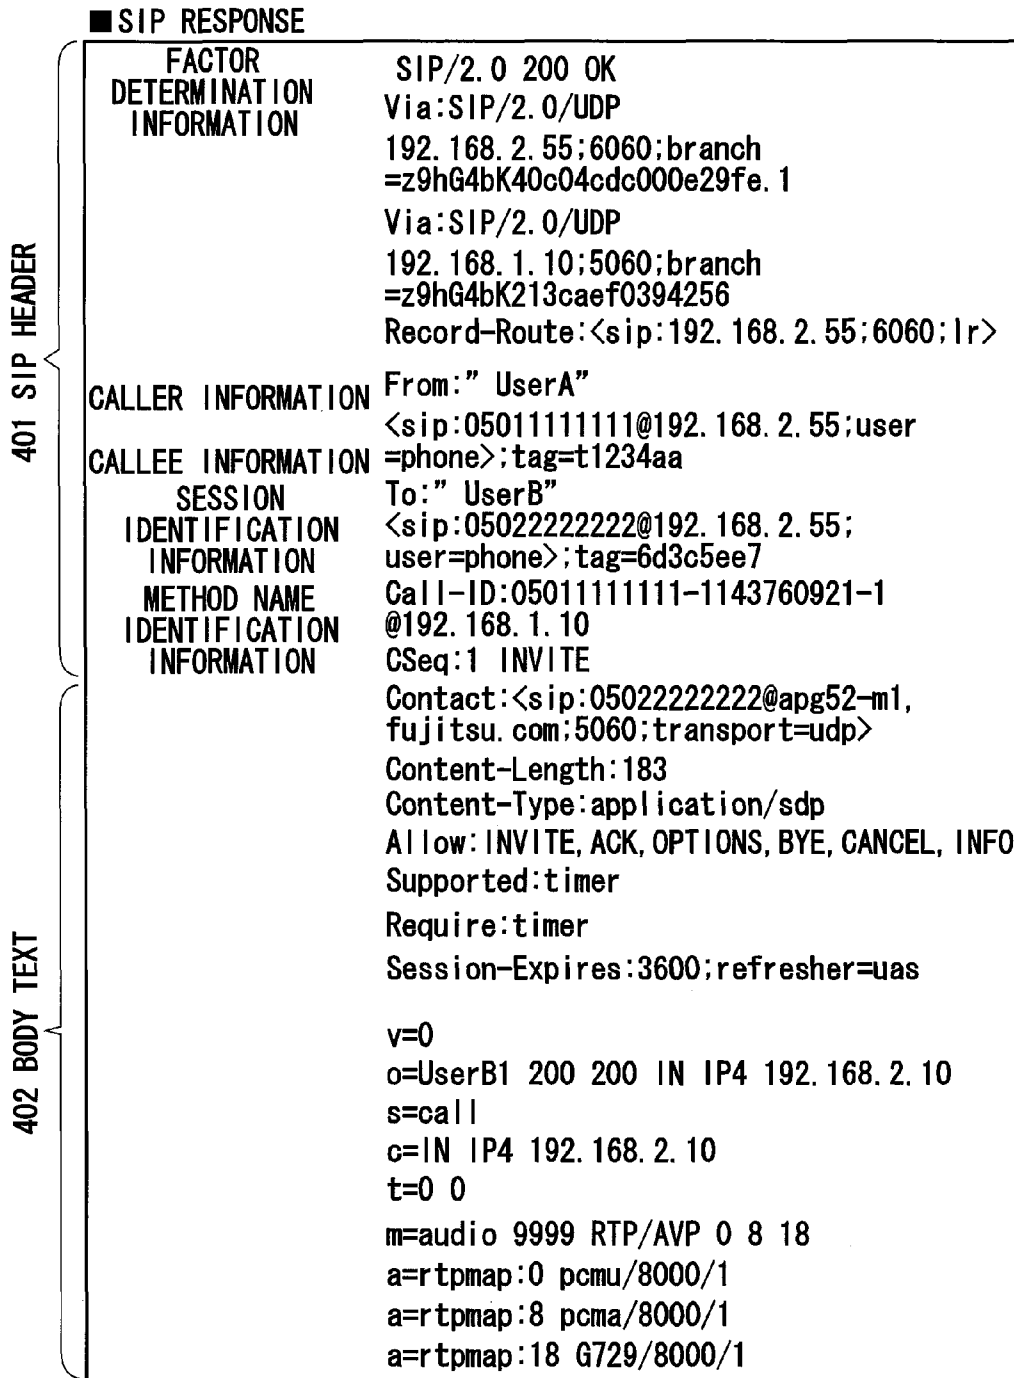 ■SIP RESPONSE
FACTOR
DETERMINATION
INFORMATION
SIP/2.0 200 OK
Via:SIP/2.0/UDP
192.168.2.55;6060;branch
=z9hG4bK40c04cdc000e29fe.1
Via:SIP/2.0/UDP
192.168.1.10;5060;branch
=z9hG4bK213caef0394256
Record-Route:<sip:192.168.2.55;6060;lr>
401 SIP HEADER
CALLER INFORMATION
From:" UserA"
<sip:05011111111@192.168.2.55;user
CALLEE INFORMATION
=phone>;tag=t1234aa
SESSION
IDENTIFICATION
INFORMATION
To:" UserB"
<sip:05022222222@192.168.2.55;
user=phone>;tag=6d3c5ee7
METHOD NAME
IDENTIFICATION
INFORMATION
Call-ID:05011111111-1143760921-1
@192.168.1.10
CSeq:1 INVITE
Contact:<sip:05022222222@apg52-m1,
fujitsu.com;5060;transport=udp>
Content-Length:183
Content-Type:application/sdp
Allow:INVITE,ACK,OPTIONS,BYE,CANCEL,INFO
Supported:timer
Require:timer
Session-Expires:3600;refresher=uas
402 BODY TEXT
v=0
o=UserB1 200 200 IN IP4 192.168.2.10
s=call
c=IN IP4 192.168.2.10
t=0 0
m=audio 9999 RTP/AVP 0 8 18
a=rtpmap:0 pcmu/8000/1
a=rtpmap:8 pcma/8000/1
a=rtpmap:18 G729/8000/1